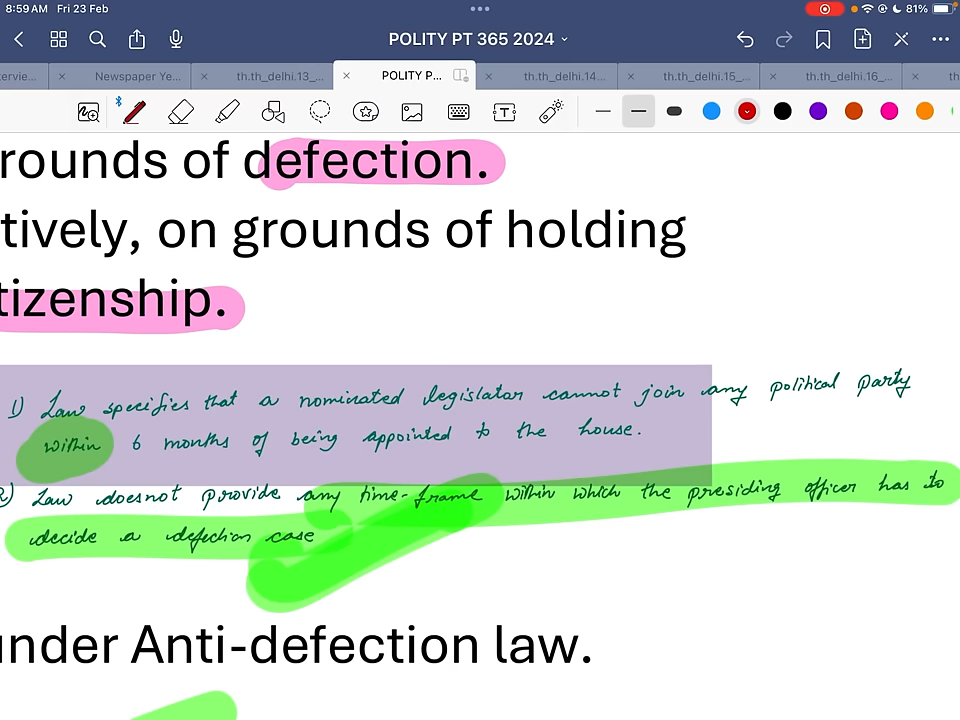 8:59 AM Fri 23 Feb
81%
POLITY PT 365 2024
tervie...
Newspaper Ye...
th.th_delhi.13_...
POLITY P...
th.th_delhi.14...
th.th_delhi.15_...
th.th_delhi.16_...
th
rounds of defection.
tively, on grounds of holding
tizenship.
1) Law specifies that a nominated legislator cannot join any political party
within 6 months of being appointed to the house.
2) Law doesnot provide any time-frame within which the presiding officer has to
decide a defection case
under Anti-defection law.